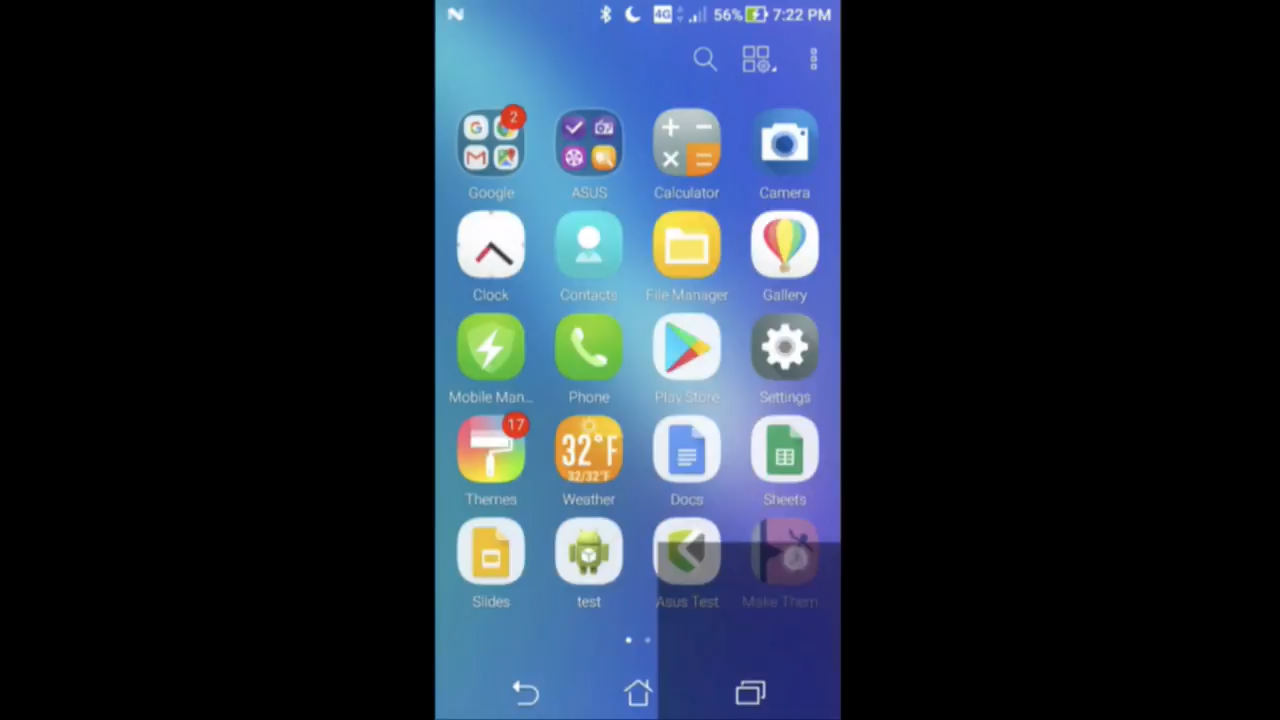 4G 56% 7:22 PM
2
Google ASUS Calculator Camera
Clock Contacts File Manager Gallery
Mobile Man... Phone Play Store Settings
17
32°F
32/32°F
Themes Weather Docs Sheets
Slides test Asus Test Make Them